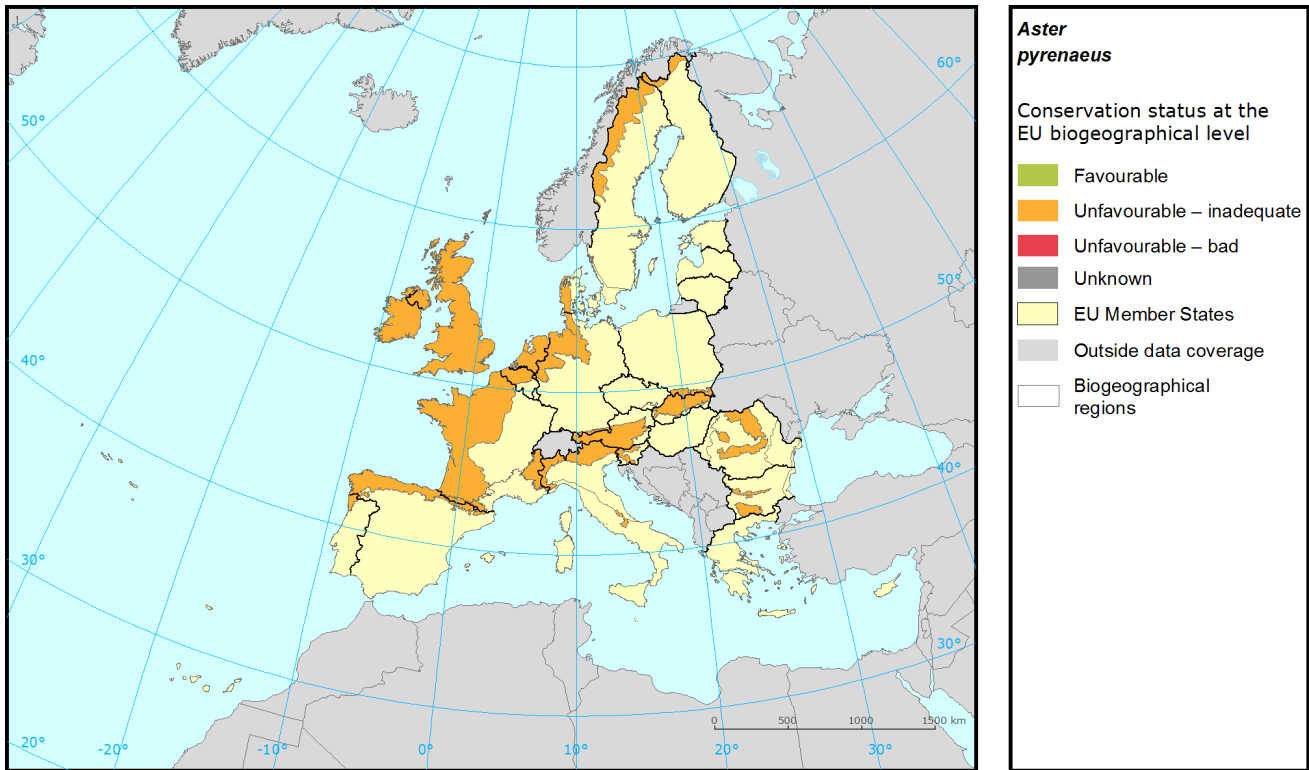 Aster
pyrenaeus
Conservation status at the
EU biogeographical level
Favourable
Unfavourable – inadequate
Unfavourable – bad
Unknown
EU Member States
Outside data coverage
Biogeographical
regions
60°
50°
50°
40°
40°
30°
30°
20°
-20°
-10°
0°
10°
20°
30°
0
500
1000
1500 km